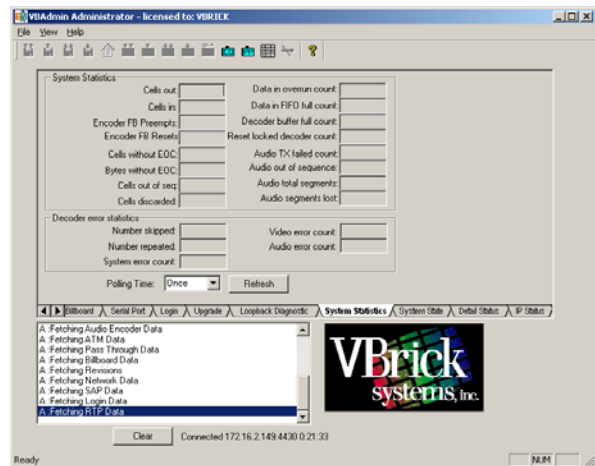 VBAdmin Administrator - licensed to: VBRICK
File View Help
System Statistics
Cells out:
Data in overrun count:
Cells in:
Data in FIFO full count:
Encoder FB Preempts:
Decoder buffer full count:
Encoder FB Resets
Reset locked decoder count:
Cells without EOC:
Audio TX failed count:
Bytes without EOC:
Audio out of sequence:
Cells out of seq:
Audio total segments:
Cells discarded:
Audio segments lost:
Decoder error statistics
Number skipped:
Video error count:
Number repeated:
Audio error count:
System error count:
Polling Time: Once Refresh
Billboard Serial Port Login Upgrade Loopback Diagnostic System Statistics System State Detail Status IP Status
A :Fetching Audio Encoder Data
A :Fetching ATM Data
A :Fetching Pass Through Data
A :Fetching Billboard Data
A :Fetching Revisions
A :Fetching Network Data
A :Fetching SAP Data
A :Fetching Login Data
A :Fetching RTP Data
VBrick
systems, inc.
Clear Connected 172.16.2.149:4430 0:21:33
Ready NUM